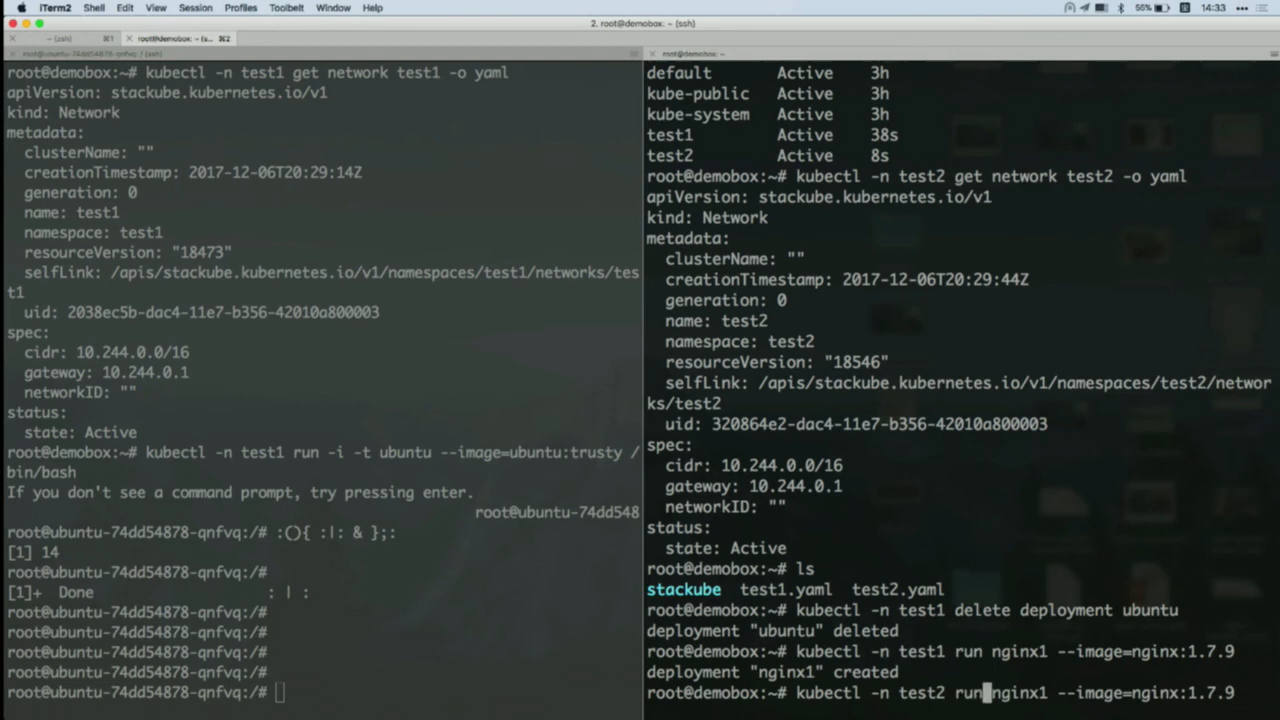 iTerm2 Shell Edit View Session Profiles Toolbelt Window Help 56% 14:33
2. root@demobox: ~ (ssh)
~ (zsh) ⌘1 root@demobox: ~ (s... ⌘2
root@ubuntu-74dd54878-qnfvq: / (ssh)
root@demobox:~# kubectl -n test1 get network test1 -o yaml
apiVersion: stackube.kubernetes.io/v1
kind: Network
metadata:
clusterName: ""
creationTimestamp: 2017-12-06T20:29:14Z
generation: 0
name: test1
namespace: test1
resourceVersion: "18473"
selfLink: /apis/stackube.kubernetes.io/v1/namespaces/test1/networks/tes
t1
uid: 2038ec5b-dac4-11e7-b356-42010a800003
spec:
cidr: 10.244.0.0/16
gateway: 10.244.0.1
networkID: ""
status:
state: Active
root@demobox:~# kubectl -n test1 run -i -t ubuntu --image=ubuntu:trusty /
bin/bash
If you don't see a command prompt, try pressing enter.
root@ubuntu-74dd548
root@ubuntu-74dd54878-qnfvq:/# :(){ :|: & };:
[1] 14
root@ubuntu-74dd54878-qnfvq:/#
[1]+ Done : | :
root@ubuntu-74dd54878-qnfvq:/#
root@ubuntu-74dd54878-qnfvq:/#
root@ubuntu-74dd54878-qnfvq:/#
root@ubuntu-74dd54878-qnfvq:/#
root@ubuntu-74dd54878-qnfvq:/#
root@demobox: ~
default Active 3h
kube-public Active 3h
kube-system Active 3h
test1 Active 38s
test2 Active 8s
root@demobox:~# kubectl -n test2 get network test2 -o yaml
apiVersion: stackube.kubernetes.io/v1
kind: Network
metadata:
clusterName: ""
creationTimestamp: 2017-12-06T20:29:44Z
generation: 0
name: test2
namespace: test2
resourceVersion: "18546"
selfLink: /apis/stackube.kubernetes.io/v1/namespaces/test2/networ
ks/test2
uid: 320864e2-dac4-11e7-b356-42010a800003
spec:
cidr: 10.244.0.0/16
gateway: 10.244.0.1
networkID: ""
status:
state: Active
root@demobox:~# ls
stackube test1.yaml test2.yaml
root@demobox:~# kubectl -n test1 delete deployment ubuntu
deployment "ubuntu" deleted
root@demobox:~# kubectl -n test1 run nginx1 --image=nginx:1.7.9
deployment "nginx1" created
root@demobox:~# kubectl -n test2 run nginx1 --image=nginx:1.7.9